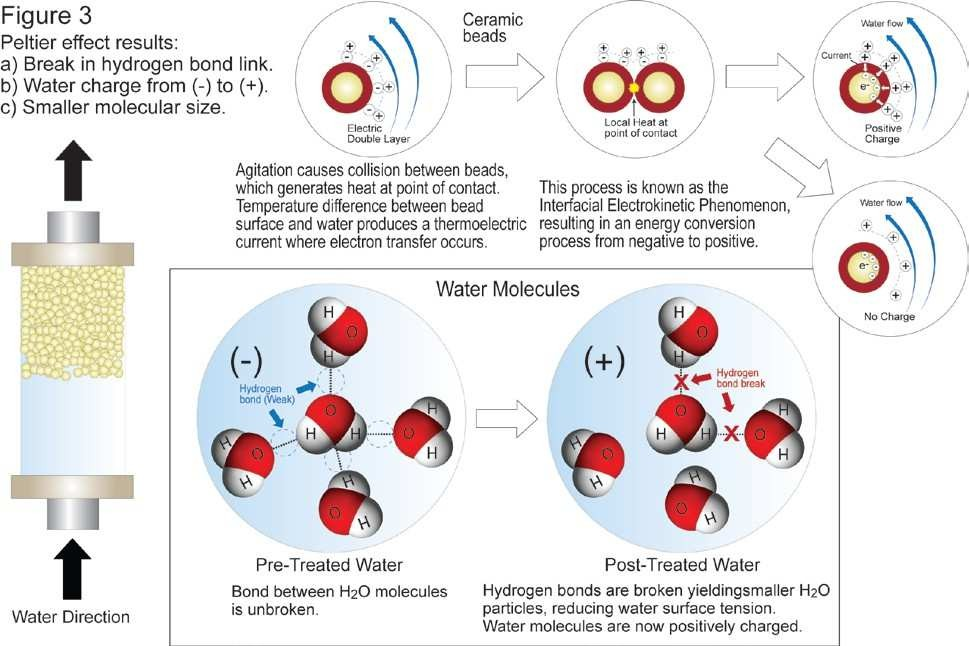 Figure 3
Peltier effect results:
a) Break in hydrogen bond link.
b) Water charge from (-) to (+).
c) Smaller molecular size.
Water Direction
+
+
-
+
-
+
-
+
-
+
Electric
Double Layer
Ceramic
beads
+
+
+
+
-
-
-
-
Local Heat at
point of contact
Water flow
Current
+
+
+
+
+
+
e-
Positive
Charge
Water flow
+
+
+
+
e-
No Charge
Agitation causes collision between beads,
which generates heat at point of contact.
Temperature difference between bead
surface and water produces a thermoelectric
current where electron transfer occurs.
This process is known as the
Interfacial Electrokinetic Phenomenon,
resulting in an energy conversion
process from negative to positive.
Water Molecules
(-)
Hydrogen
bond (Weak)
H
O
H
O
H
H
H
O
H
O
H
H
H
O
H
Pre-Treated Water
Bond between H2O molecules
is unbroken.
(+)
Hydrogen
bond break
X
X
H
O
H
O
H
H
H
O
H
O
H
H
H
O
H
Post-Treated Water
Hydrogen bonds are broken yieldingsmaller H2O
particles, reducing water surface tension.
Water molecules are now positively charged.